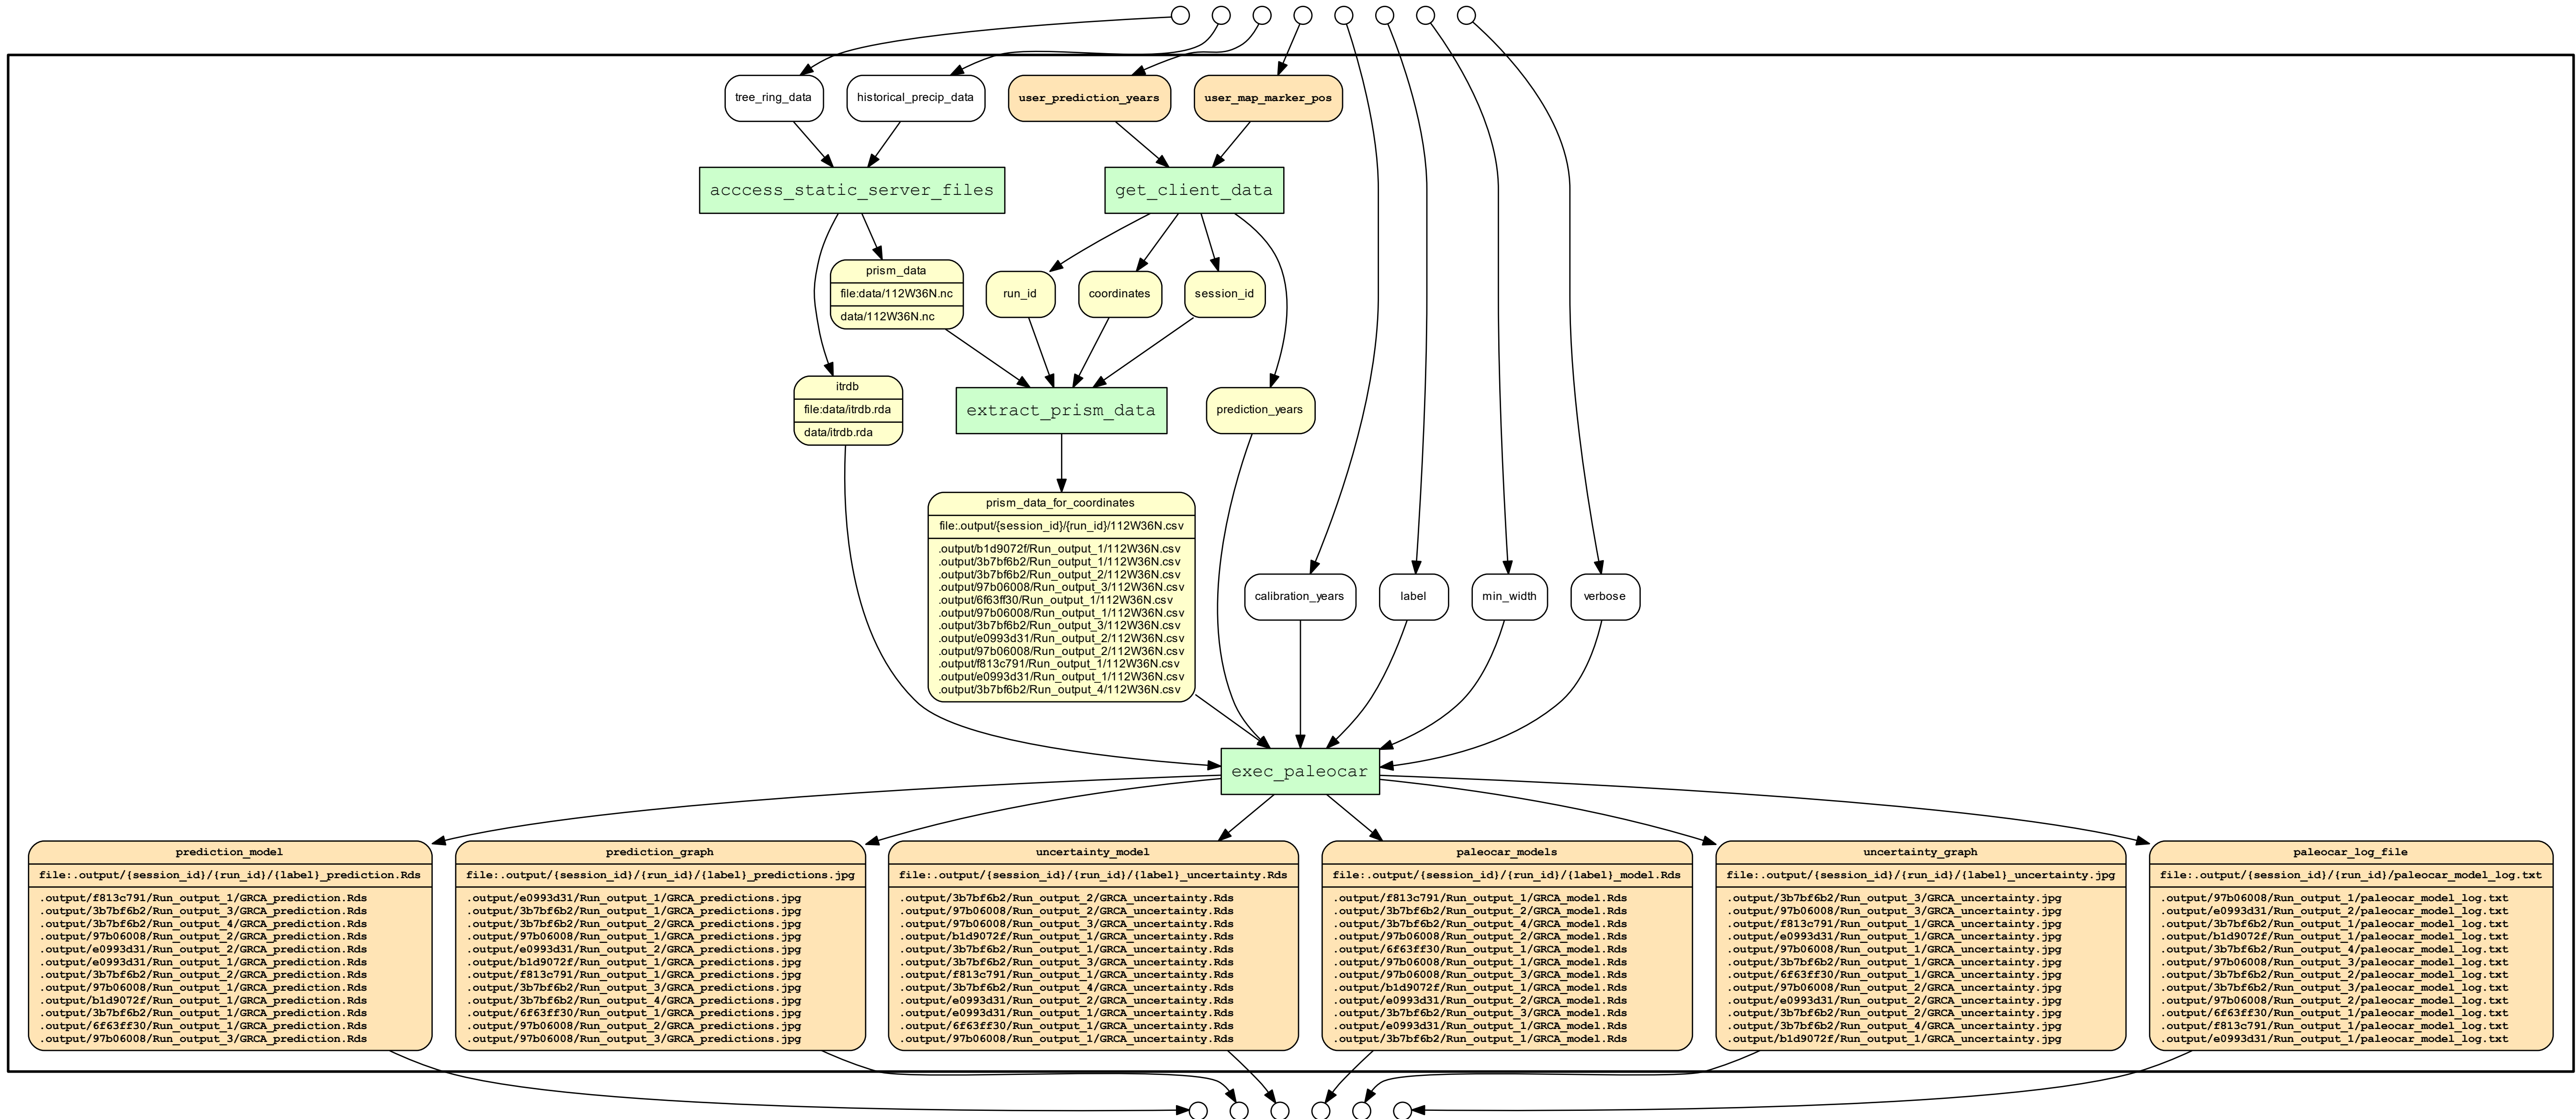 tree_ring_data
historical_precip_data
user_prediction_years
user_map_marker_pos
acccess_static_server_files
get_client_data
prism_data
file:data/112W36N.nc
data/112W36N.nc
run_id
coordinates
session_id
itrdb
file:data/itrdb.rda
data/itrdb.rda
extract_prism_data
prediction_years
prism_data_for_coordinates
file:.output/{session_id}/{run_id}/112W36N.csv
.output/b1d9072f/Run_output_1/112W36N.csv
.output/3b7bf6b2/Run_output_1/112W36N.csv
.output/3b7bf6b2/Run_output_2/112W36N.csv
.output/97b06008/Run_output_3/112W36N.csv
.output/6f63ff30/Run_output_1/112W36N.csv
.output/97b06008/Run_output_1/112W36N.csv
.output/3b7bf6b2/Run_output_3/112W36N.csv
.output/e0993d31/Run_output_2/112W36N.csv
.output/97b06008/Run_output_2/112W36N.csv
.output/f813c791/Run_output_1/112W36N.csv
.output/e0993d31/Run_output_1/112W36N.csv
.output/3b7bf6b2/Run_output_4/112W36N.csv
calibration_years
label
min_width
verbose
exec_paleocar
prediction_model
file:.output/{session_id}/{run_id}/{label}_prediction.Rds
.output/f813c791/Run_output_1/GRCA_prediction.Rds
.output/3b7bf6b2/Run_output_3/GRCA_prediction.Rds
.output/3b7bf6b2/Run_output_4/GRCA_prediction.Rds
.output/97b06008/Run_output_2/GRCA_prediction.Rds
.output/e0993d31/Run_output_2/GRCA_prediction.Rds
.output/e0993d31/Run_output_1/GRCA_prediction.Rds
.output/3b7bf6b2/Run_output_2/GRCA_prediction.Rds
.output/97b06008/Run_output_1/GRCA_prediction.Rds
.output/b1d9072f/Run_output_1/GRCA_prediction.Rds
.output/3b7bf6b2/Run_output_1/GRCA_prediction.Rds
.output/6f63ff30/Run_output_1/GRCA_prediction.Rds
.output/97b06008/Run_output_3/GRCA_prediction.Rds
prediction_graph
file:.output/{session_id}/{run_id}/{label}_predictions.jpg
.output/e0993d31/Run_output_1/GRCA_predictions.jpg
.output/3b7bf6b2/Run_output_1/GRCA_predictions.jpg
.output/3b7bf6b2/Run_output_2/GRCA_predictions.jpg
.output/97b06008/Run_output_1/GRCA_predictions.jpg
.output/e0993d31/Run_output_2/GRCA_predictions.jpg
.output/b1d9072f/Run_output_1/GRCA_predictions.jpg
.output/f813c791/Run_output_1/GRCA_predictions.jpg
.output/3b7bf6b2/Run_output_3/GRCA_predictions.jpg
.output/3b7bf6b2/Run_output_4/GRCA_predictions.jpg
.output/6f63ff30/Run_output_1/GRCA_predictions.jpg
.output/97b06008/Run_output_2/GRCA_predictions.jpg
.output/97b06008/Run_output_3/GRCA_predictions.jpg
uncertainty_model
file:.output/{session_id}/{run_id}/{label}_uncertainty.Rds
.output/3b7bf6b2/Run_output_2/GRCA_uncertainty.Rds
.output/97b06008/Run_output_2/GRCA_uncertainty.Rds
.output/97b06008/Run_output_3/GRCA_uncertainty.Rds
.output/b1d9072f/Run_output_1/GRCA_uncertainty.Rds
.output/3b7bf6b2/Run_output_1/GRCA_uncertainty.Rds
.output/3b7bf6b2/Run_output_3/GRCA_uncertainty.Rds
.output/f813c791/Run_output_1/GRCA_uncertainty.Rds
.output/3b7bf6b2/Run_output_4/GRCA_uncertainty.Rds
.output/e0993d31/Run_output_2/GRCA_uncertainty.Rds
.output/e0993d31/Run_output_1/GRCA_uncertainty.Rds
.output/6f63ff30/Run_output_1/GRCA_uncertainty.Rds
.output/97b06008/Run_output_1/GRCA_uncertainty.Rds
paleocar_models
file:.output/{session_id}/{run_id}/{label}_model.Rds
.output/f813c791/Run_output_1/GRCA_model.Rds
.output/3b7bf6b2/Run_output_2/GRCA_model.Rds
.output/3b7bf6b2/Run_output_4/GRCA_model.Rds
.output/97b06008/Run_output_2/GRCA_model.Rds
.output/6f63ff30/Run_output_1/GRCA_model.Rds
.output/97b06008/Run_output_1/GRCA_model.Rds
.output/97b06008/Run_output_3/GRCA_model.Rds
.output/b1d9072f/Run_output_1/GRCA_model.Rds
.output/e0993d31/Run_output_2/GRCA_model.Rds
.output/3b7bf6b2/Run_output_3/GRCA_model.Rds
.output/e0993d31/Run_output_1/GRCA_model.Rds
.output/3b7bf6b2/Run_output_1/GRCA_model.Rds
uncertainty_graph
file:.output/{session_id}/{run_id}/{label}_uncertainty.jpg
.output/3b7bf6b2/Run_output_3/GRCA_uncertainty.jpg
.output/97b06008/Run_output_3/GRCA_uncertainty.jpg
.output/f813c791/Run_output_1/GRCA_uncertainty.jpg
.output/e0993d31/Run_output_1/GRCA_uncertainty.jpg
.output/97b06008/Run_output_1/GRCA_uncertainty.jpg
.output/3b7bf6b2/Run_output_1/GRCA_uncertainty.jpg
.output/6f63ff30/Run_output_1/GRCA_uncertainty.jpg
.output/97b06008/Run_output_2/GRCA_uncertainty.jpg
.output/e0993d31/Run_output_2/GRCA_uncertainty.jpg
.output/3b7bf6b2/Run_output_2/GRCA_uncertainty.jpg
.output/3b7bf6b2/Run_output_4/GRCA_uncertainty.jpg
.output/b1d9072f/Run_output_1/GRCA_uncertainty.jpg
paleocar_log_file
file:.output/{session_id}/{run_id}/paleocar_model_log.txt
.output/97b06008/Run_output_1/paleocar_model_log.txt
.output/e0993d31/Run_output_2/paleocar_model_log.txt
.output/3b7bf6b2/Run_output_1/paleocar_model_log.txt
.output/b1d9072f/Run_output_1/paleocar_model_log.txt
.output/3b7bf6b2/Run_output_4/paleocar_model_log.txt
.output/97b06008/Run_output_3/paleocar_model_log.txt
.output/3b7bf6b2/Run_output_2/paleocar_model_log.txt
.output/3b7bf6b2/Run_output_3/paleocar_model_log.txt
.output/97b06008/Run_output_2/paleocar_model_log.txt
.output/6f63ff30/Run_output_1/paleocar_model_log.txt
.output/f813c791/Run_output_1/paleocar_model_log.txt
.output/e0993d31/Run_output_1/paleocar_model_log.txt